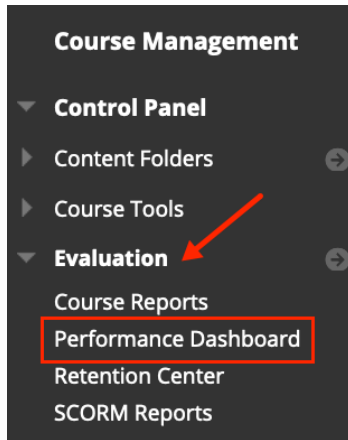 Course Management
Control Panel
Content Folders
Course Tools
Evaluation
Course Reports
Performance Dashboard
Retention Center
SCORM Reports